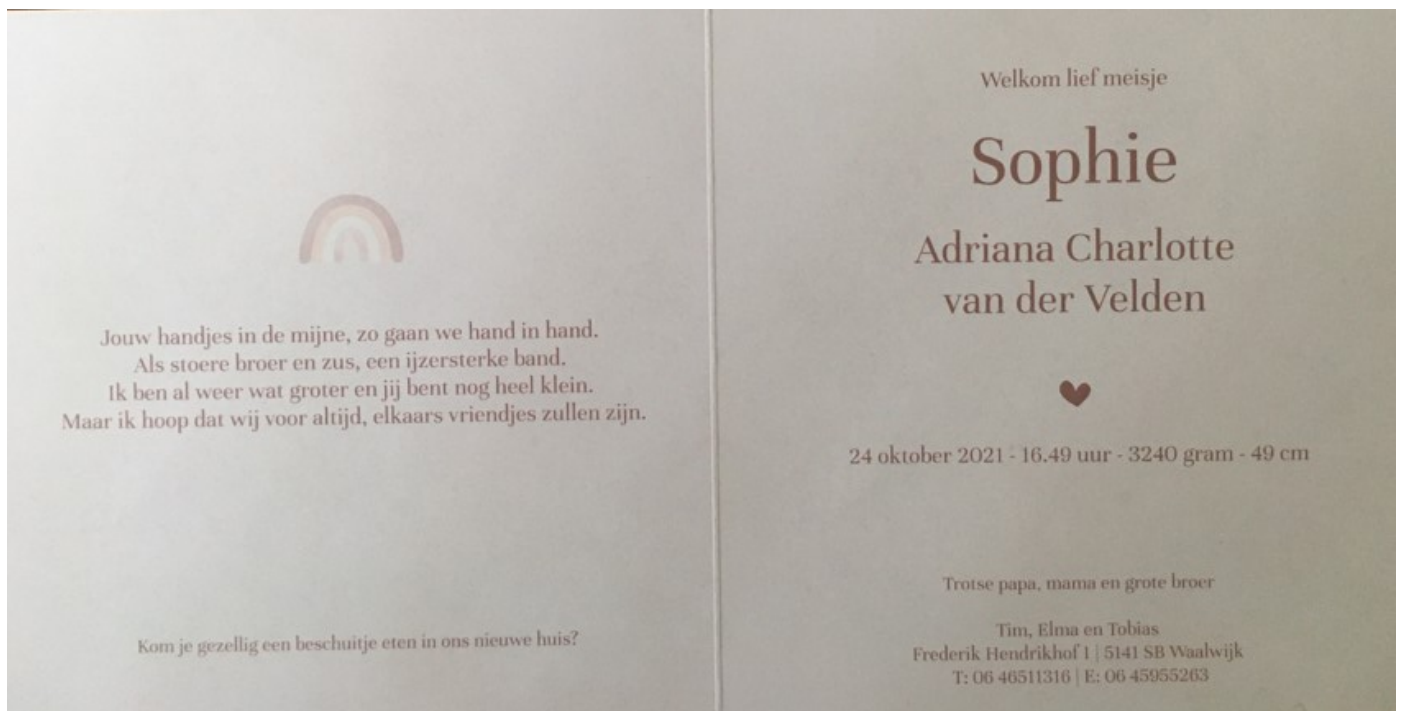 Jouw handjes in de mijne, zo gaan we hand in hand.
Als stoere broer en zus, een ijzersterke band.
Ik ben al weer wat groter en jij bent nog heel klein.
Maar ik hoop dat wij voor altijd, elkaars vriendjes zullen zijn.
Kom je gezellig een beschuitje eten in ons nieuwe huis?
Welkom lief meisje
Sophie
Adriana Charlotte
van der Velden
24 oktober 2021 - 16.49 uur - 3240 gram - 49 cm
Trotse papa, mama en grote broer
Tim, Elma en Tobias
Frederik Hendrikhof 1 | 5141 SB Waalwijk
T: 06 46511316 | E: 06 45955263